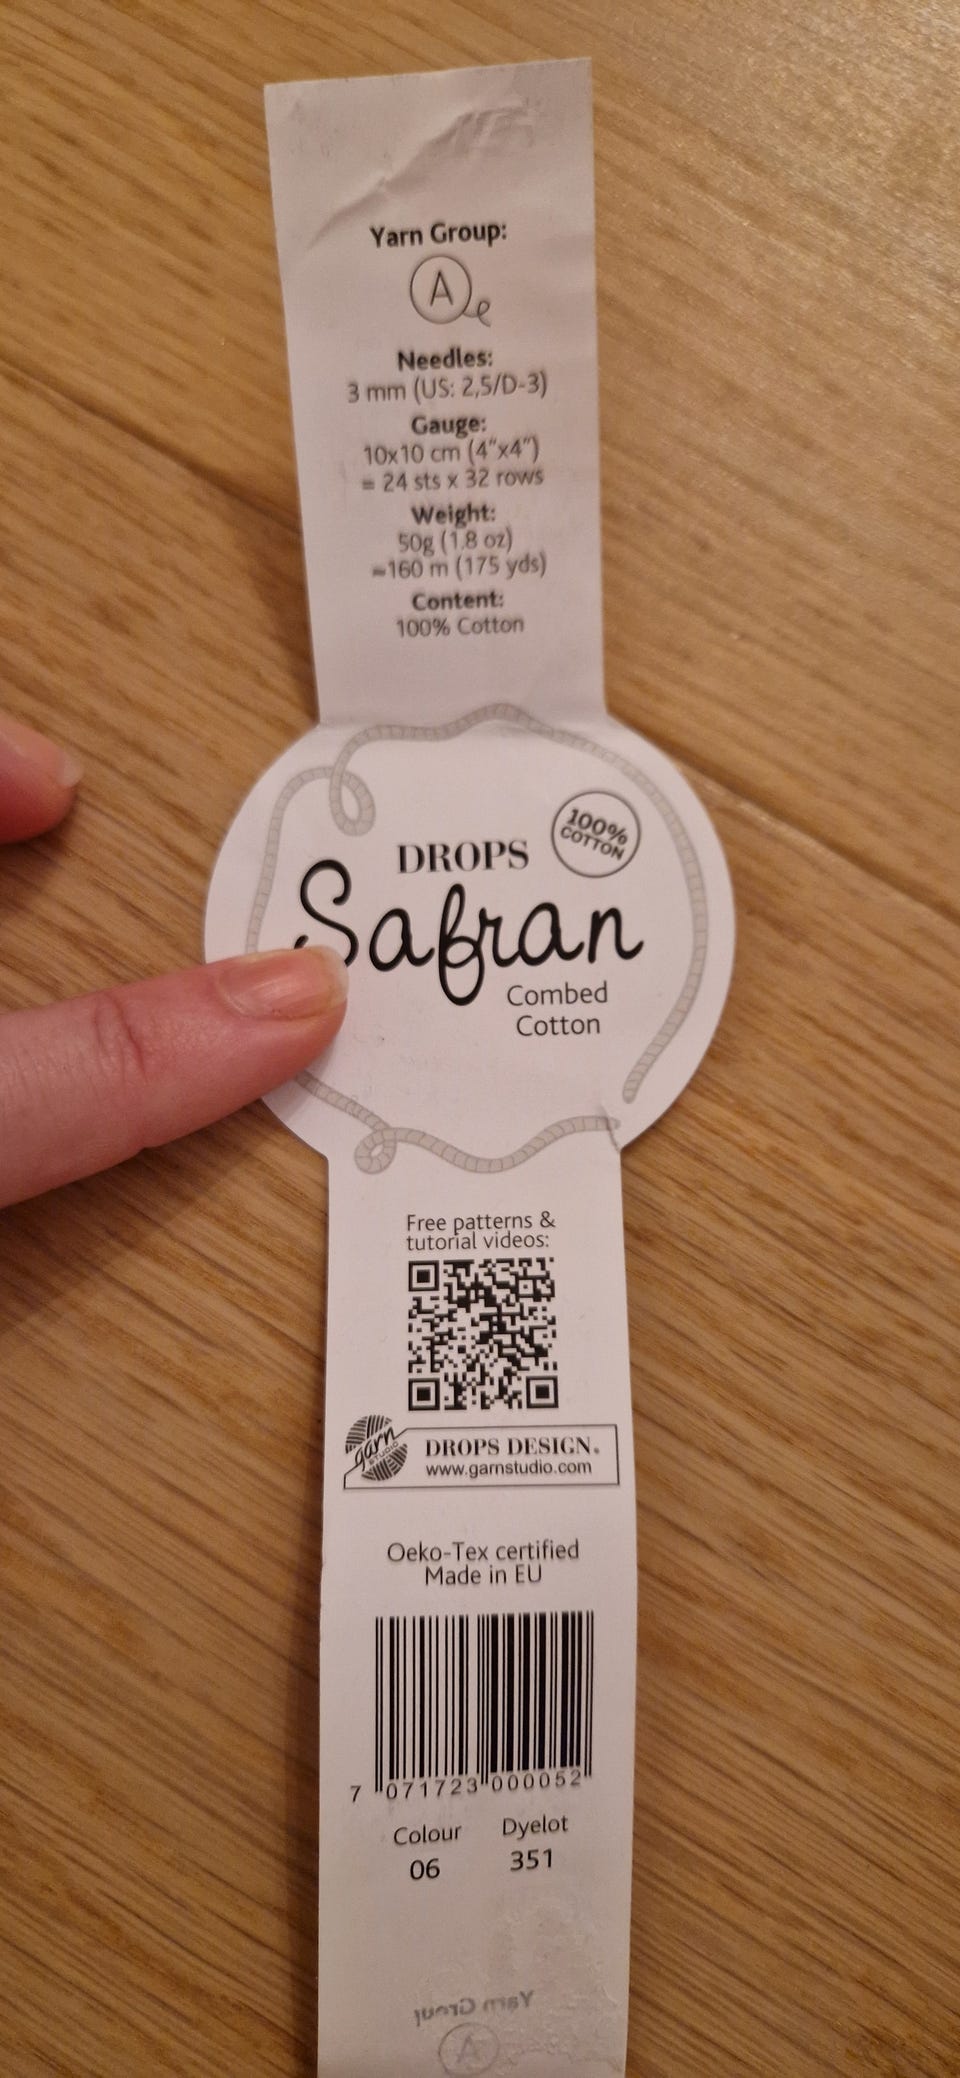 Yarn Group:
A
Needles:
3 mm (US: 2,5/D-3)
Gauge:
10x10 cm (4"x4")
= 24 sts x 32 rows
Weight:
50g (1.8 oz)
≈160 m (175 yds)
Content:
100% Cotton
100%
COTTON
DROPS
Safran
Combed
Cotton
Free patterns &
tutorial videos:
garn
STUDIO
DROPS DESIGN®
www.garnstudio.com
Oeko-Tex certified
Made in EU
7 071723 000052
Colour Dyelot
06 351
Yarn Group
A